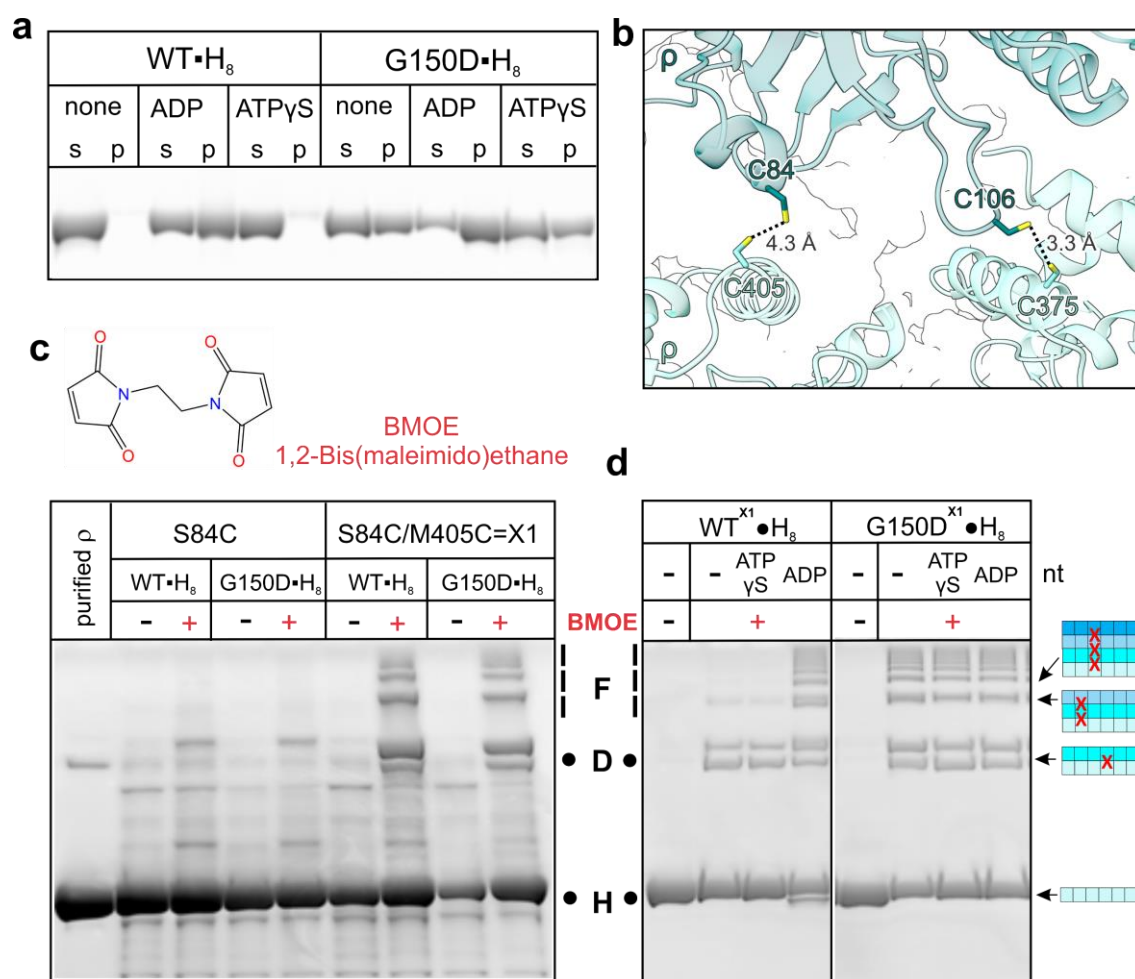 a
WT▪H₈ G150D▪H₈
none ADP ATPγS none ADP ATPγS
s p s p s p s p s p s p
b
ρ
C84
C106
4.3 Å
3.3 Å
C405
C375
ρ
c
O O
N N
O O
BMOE
1,2-Bis(maleimido)ethane
purified ρ
S84C S84C/M405C=X1
WT▪H₈ G150D▪H₈ WT▪H₈ G150D▪H₈
- + - + - + - +
BMOE
F
D
H
d
WTˣ¹●H₈ G150Dˣ¹●H₈
- - ATP γS ADP - - ATP γS ADP nt
+ +
X
X
X
X
X
X